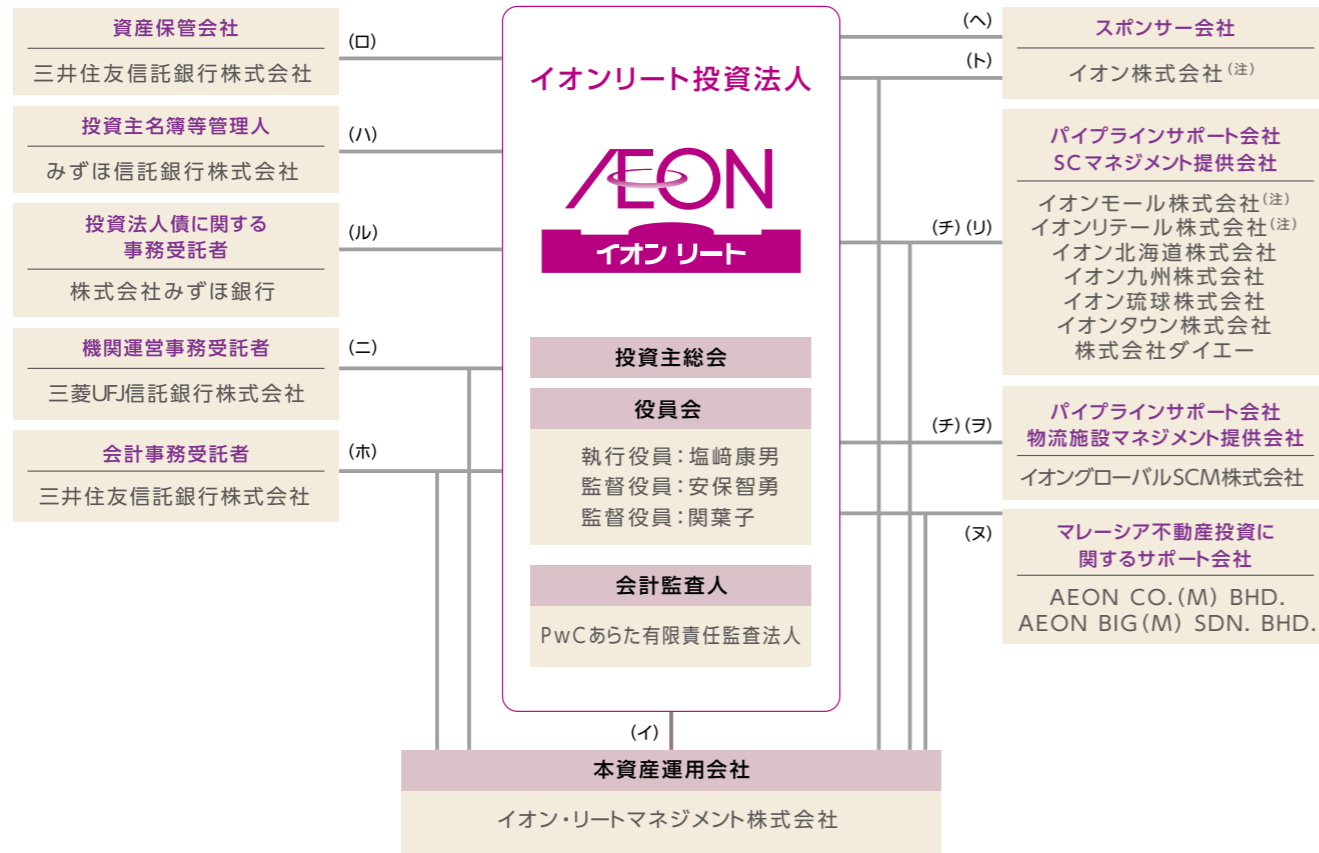 資産保管会社
三井住友信託銀行株式会社
(ロ)
投資主名簿等管理人
みずほ信託銀行株式会社
(ハ)
投資法人債に関する
事務受託者
株式会社みずほ銀行
(ル)
機関運営事務受託者
三菱UFJ信託銀行株式会社
(ニ)
会計事務受託者
三井住友信託銀行株式会社
(ホ)
イオンリート投資法人
ÆON
イオン リート
投資主総会
役員会
執行役員：塩﨑康男
監督役員：安保智勇
監督役員：関葉子
会計監査人
PwCあらた有限責任監査法人
(イ)
本資産運用会社
イオン・リートマネジメント株式会社
(ヘ)
(ト)
スポンサー会社
イオン株式会社(注)
(チ)(リ)
パイプラインサポート会社
SCマネジメント提供会社
イオンモール株式会社(注)
イオンリテール株式会社(注)
イオン北海道株式会社
イオン九州株式会社
イオン琉球株式会社
イオンタウン株式会社
株式会社ダイエー
(チ)(ヲ)
パイプラインサポート会社
物流施設マネジメント提供会社
イオングローバルSCM株式会社
(ヌ)
マレーシア不動産投資に
関するサポート会社
AEON CO.(M) BHD.
AEON BIG(M) SDN. BHD.